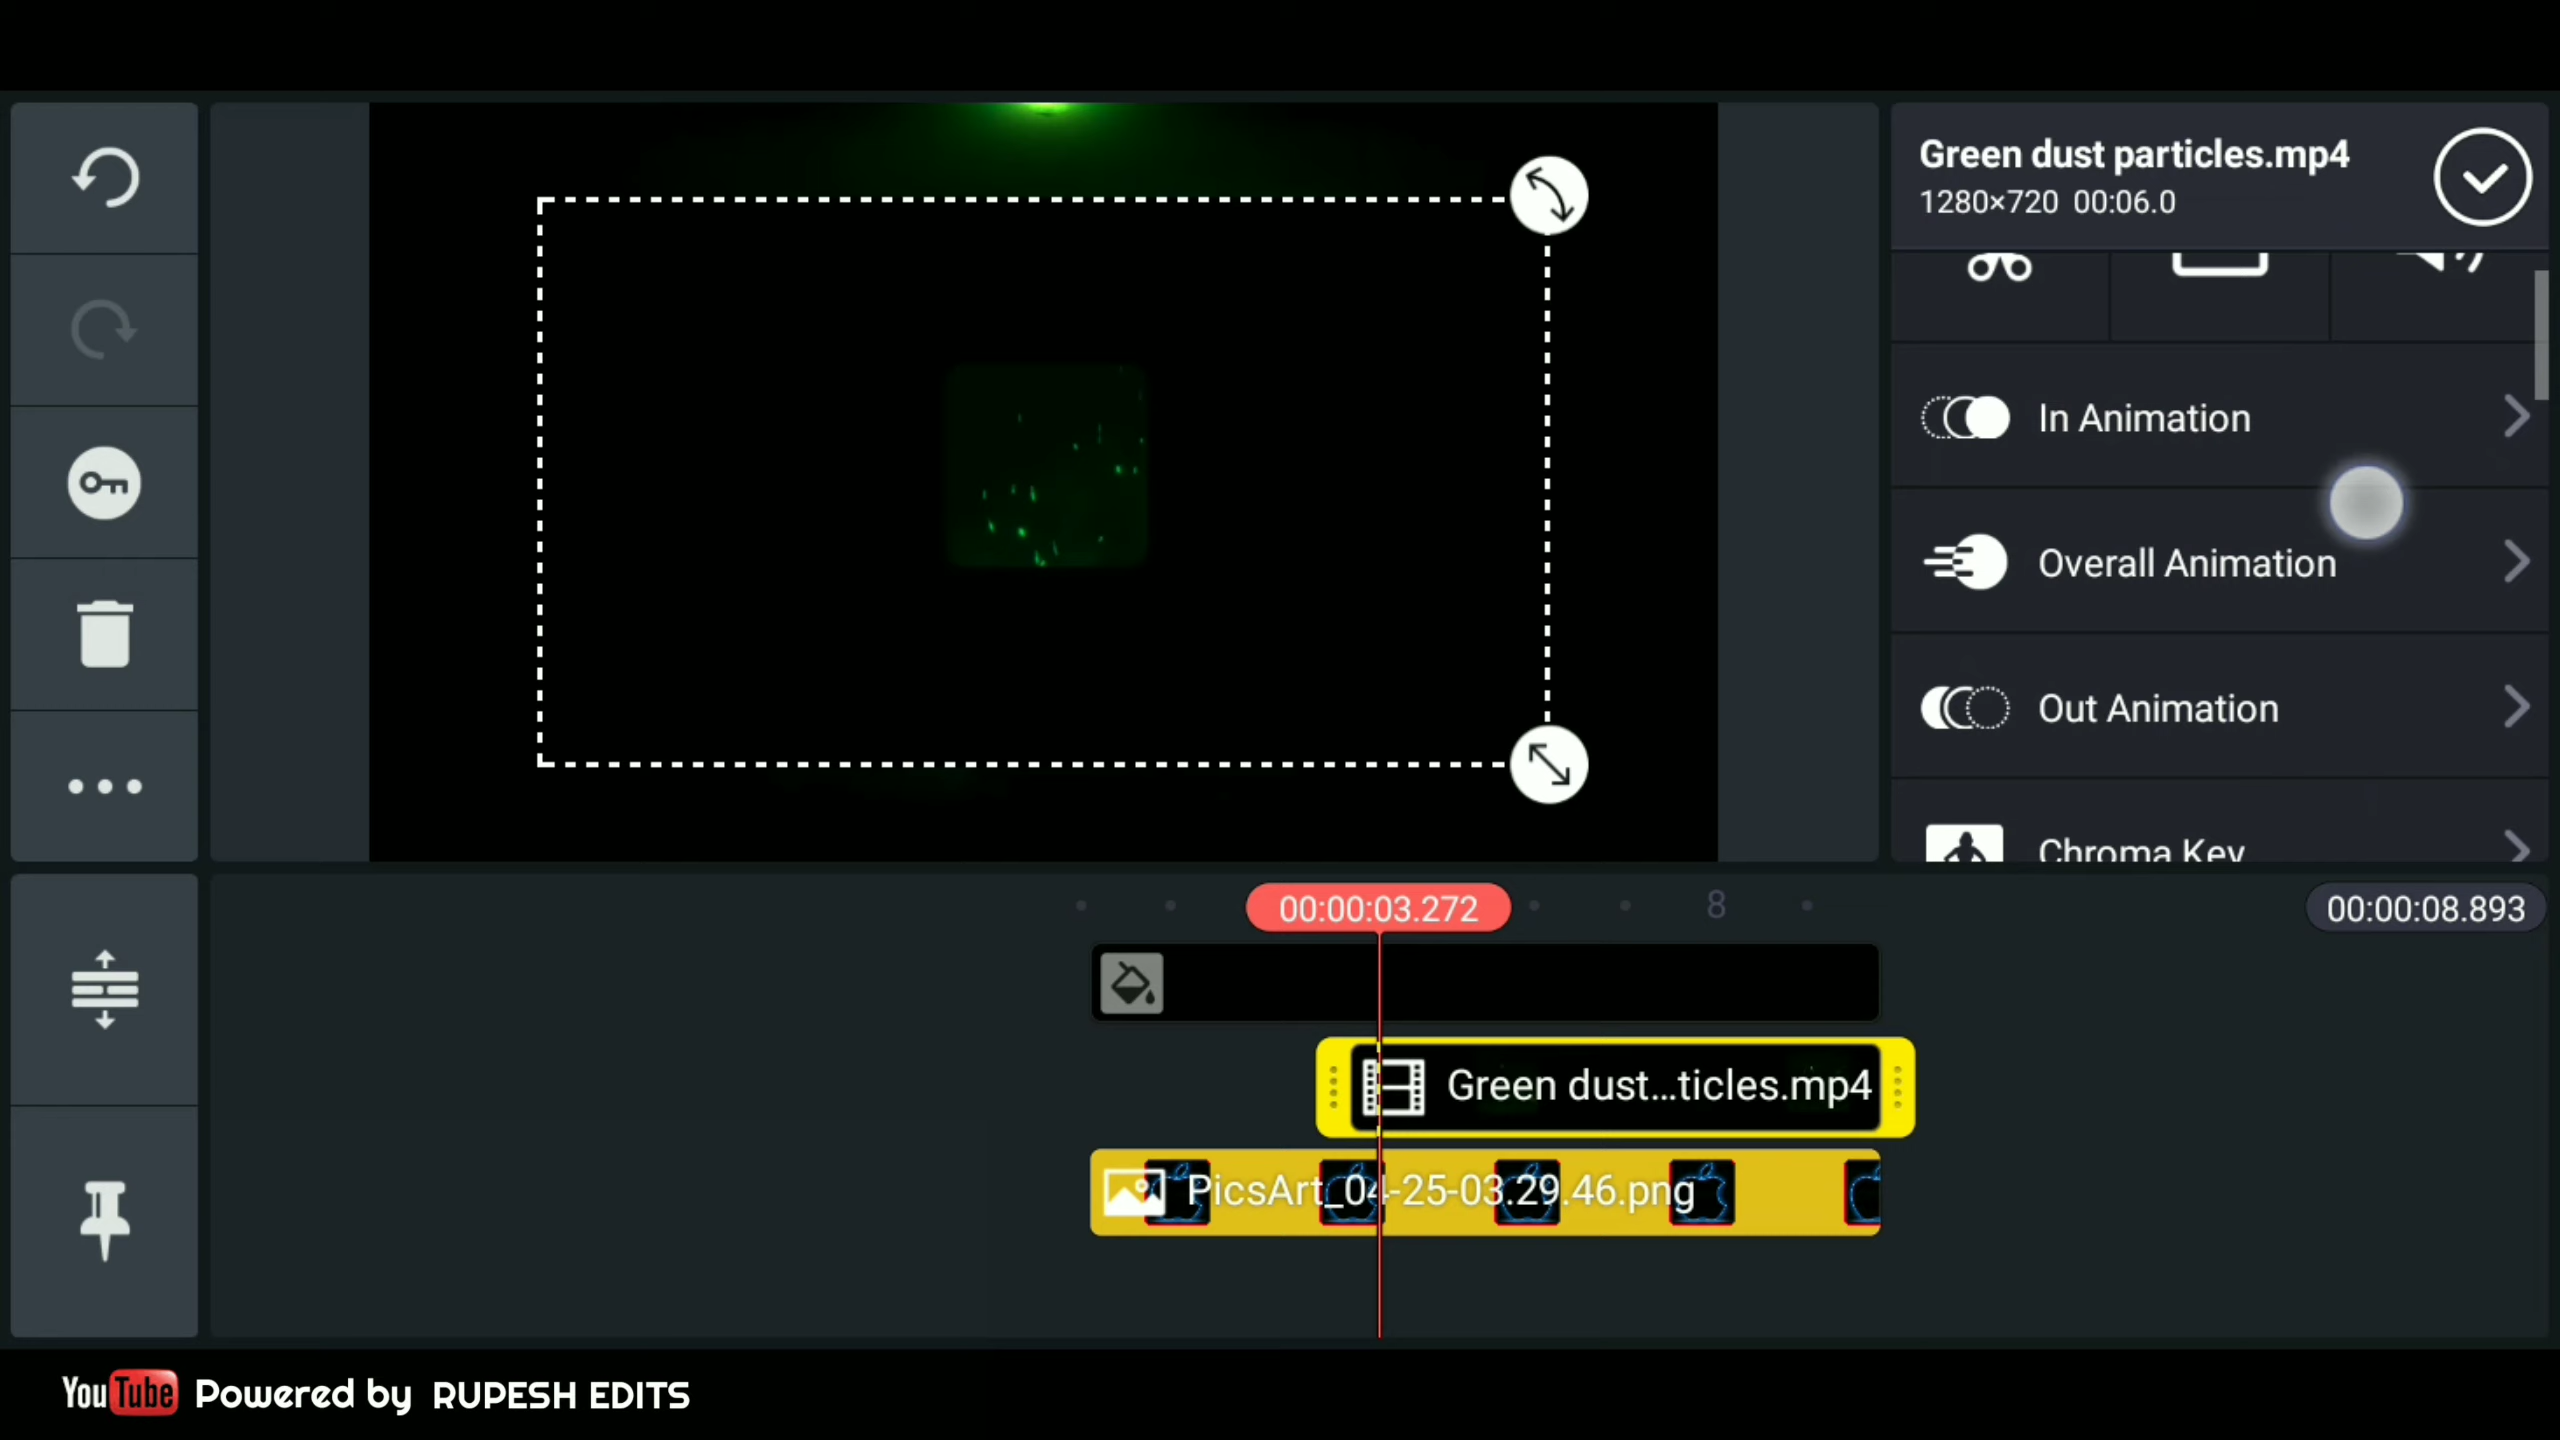 Green dust particles.mp4
1280×720 00:06.0
In Animation
Overall Animation
Out Animation
Chroma Key
00:00:03.272
8
00:00:08.893
Green dust...ticles.mp4
PicsArt_04-25-03.29.46.png
YouTube Powered by RUPESH EDITS